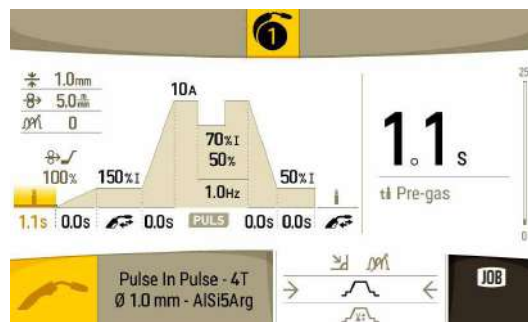 1
1.0mm
5.0 m/min
0
100%
10A
150%I
70%I
50%
1.0Hz
50%I
1.1s 0.0s 0.0s PULS 0.0s 0.0s
1.1 s
Pre-gas
25
0
Pulse In Pulse - 4T
Ø 1.0 mm - AlSi5Arg
JOB